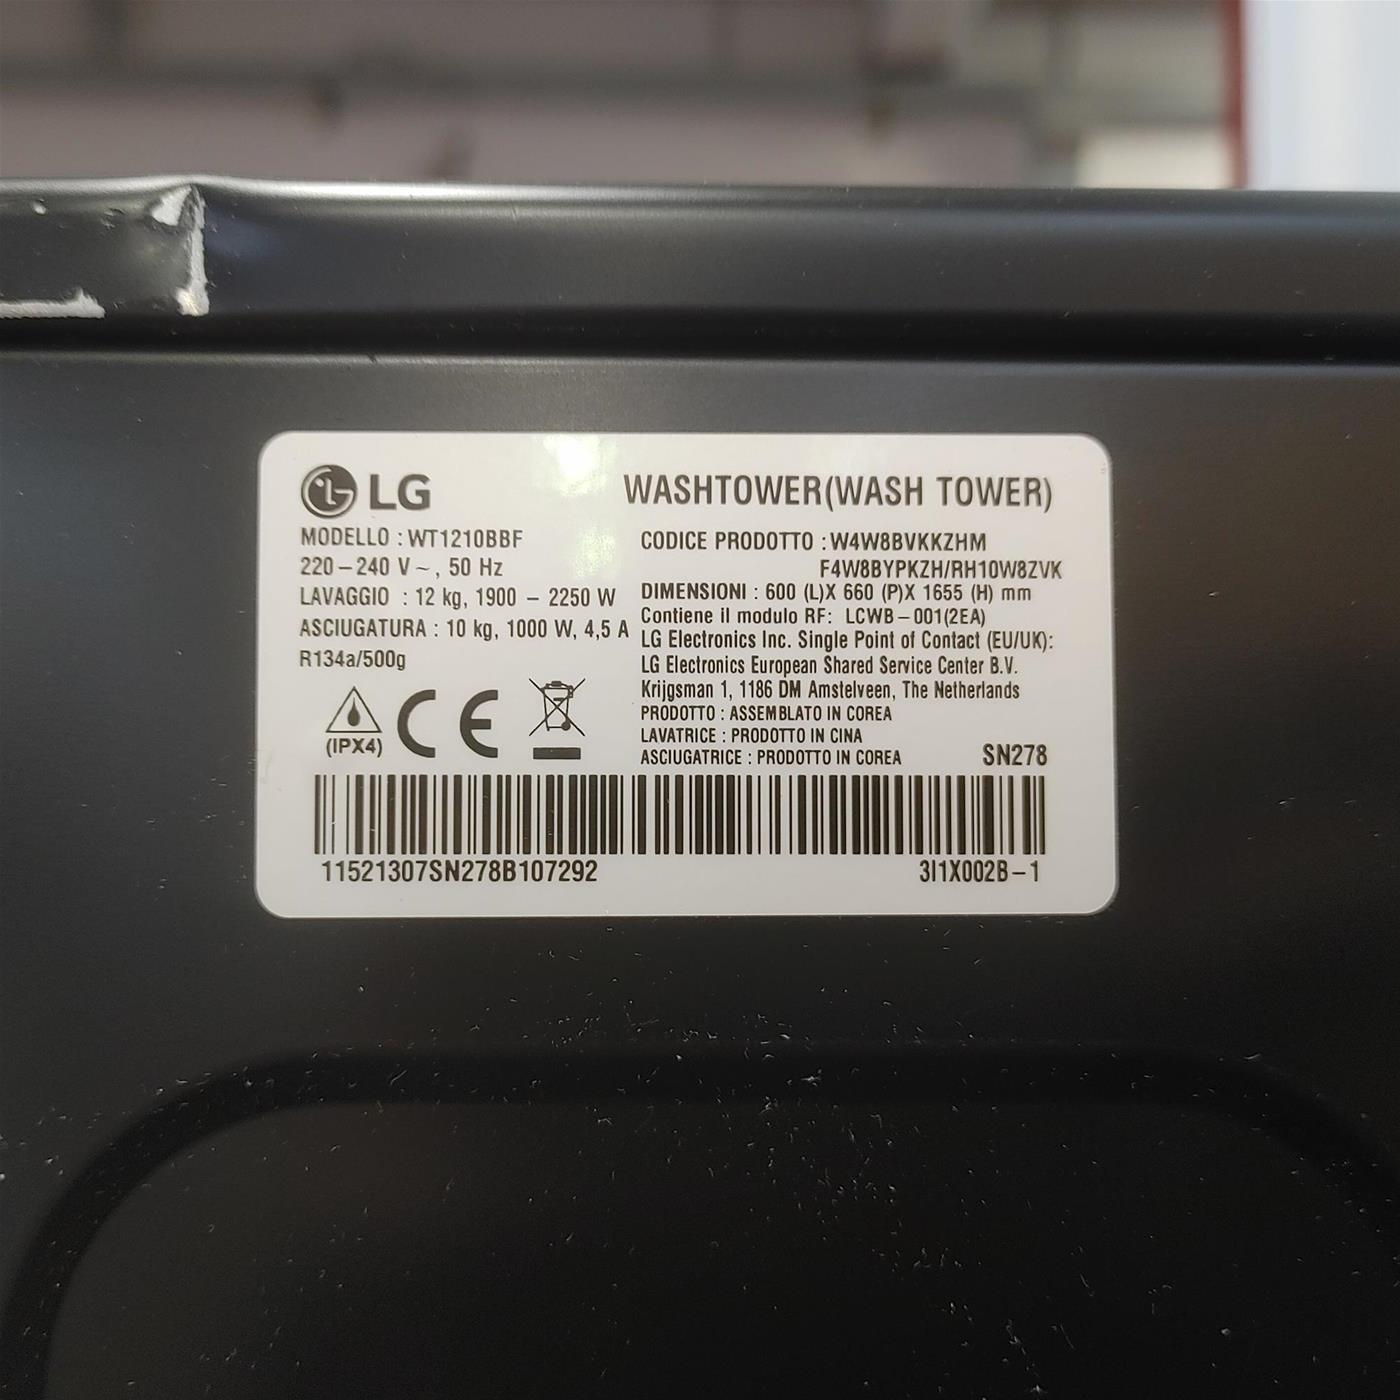 LG
WASHTOWER(WASH TOWER)
MODELLO : WT1210BBF
220 – 240 V ~, 50 Hz
LAVAGGIO : 12 kg, 1900 – 2250 W
ASCIUGATURA : 10 kg, 1000 W, 4,5 A
R134a/500g
(IPX4)
CE
CODICE PRODOTTO : W4W8BVKKZHM
F4W8BYPKZH/RH10W8ZVK
DIMENSIONI : 600 (L)X 660 (P)X 1655 (H) mm
Contiene il modulo RF: LCWB – 001(2EA)
LG Electronics Inc. Single Point of Contact (EU/UK):
LG Electronics European Shared Service Center B.V.
Krijgsman 1, 1186 DM Amstelveen, The Netherlands
PRODOTTO : ASSEMBLATO IN COREA
LAVATRICE : PRODOTTO IN CINA
ASCIUGATRICE : PRODOTTO IN COREA
SN278
11521307SN278B107292
3I1X002B – 1